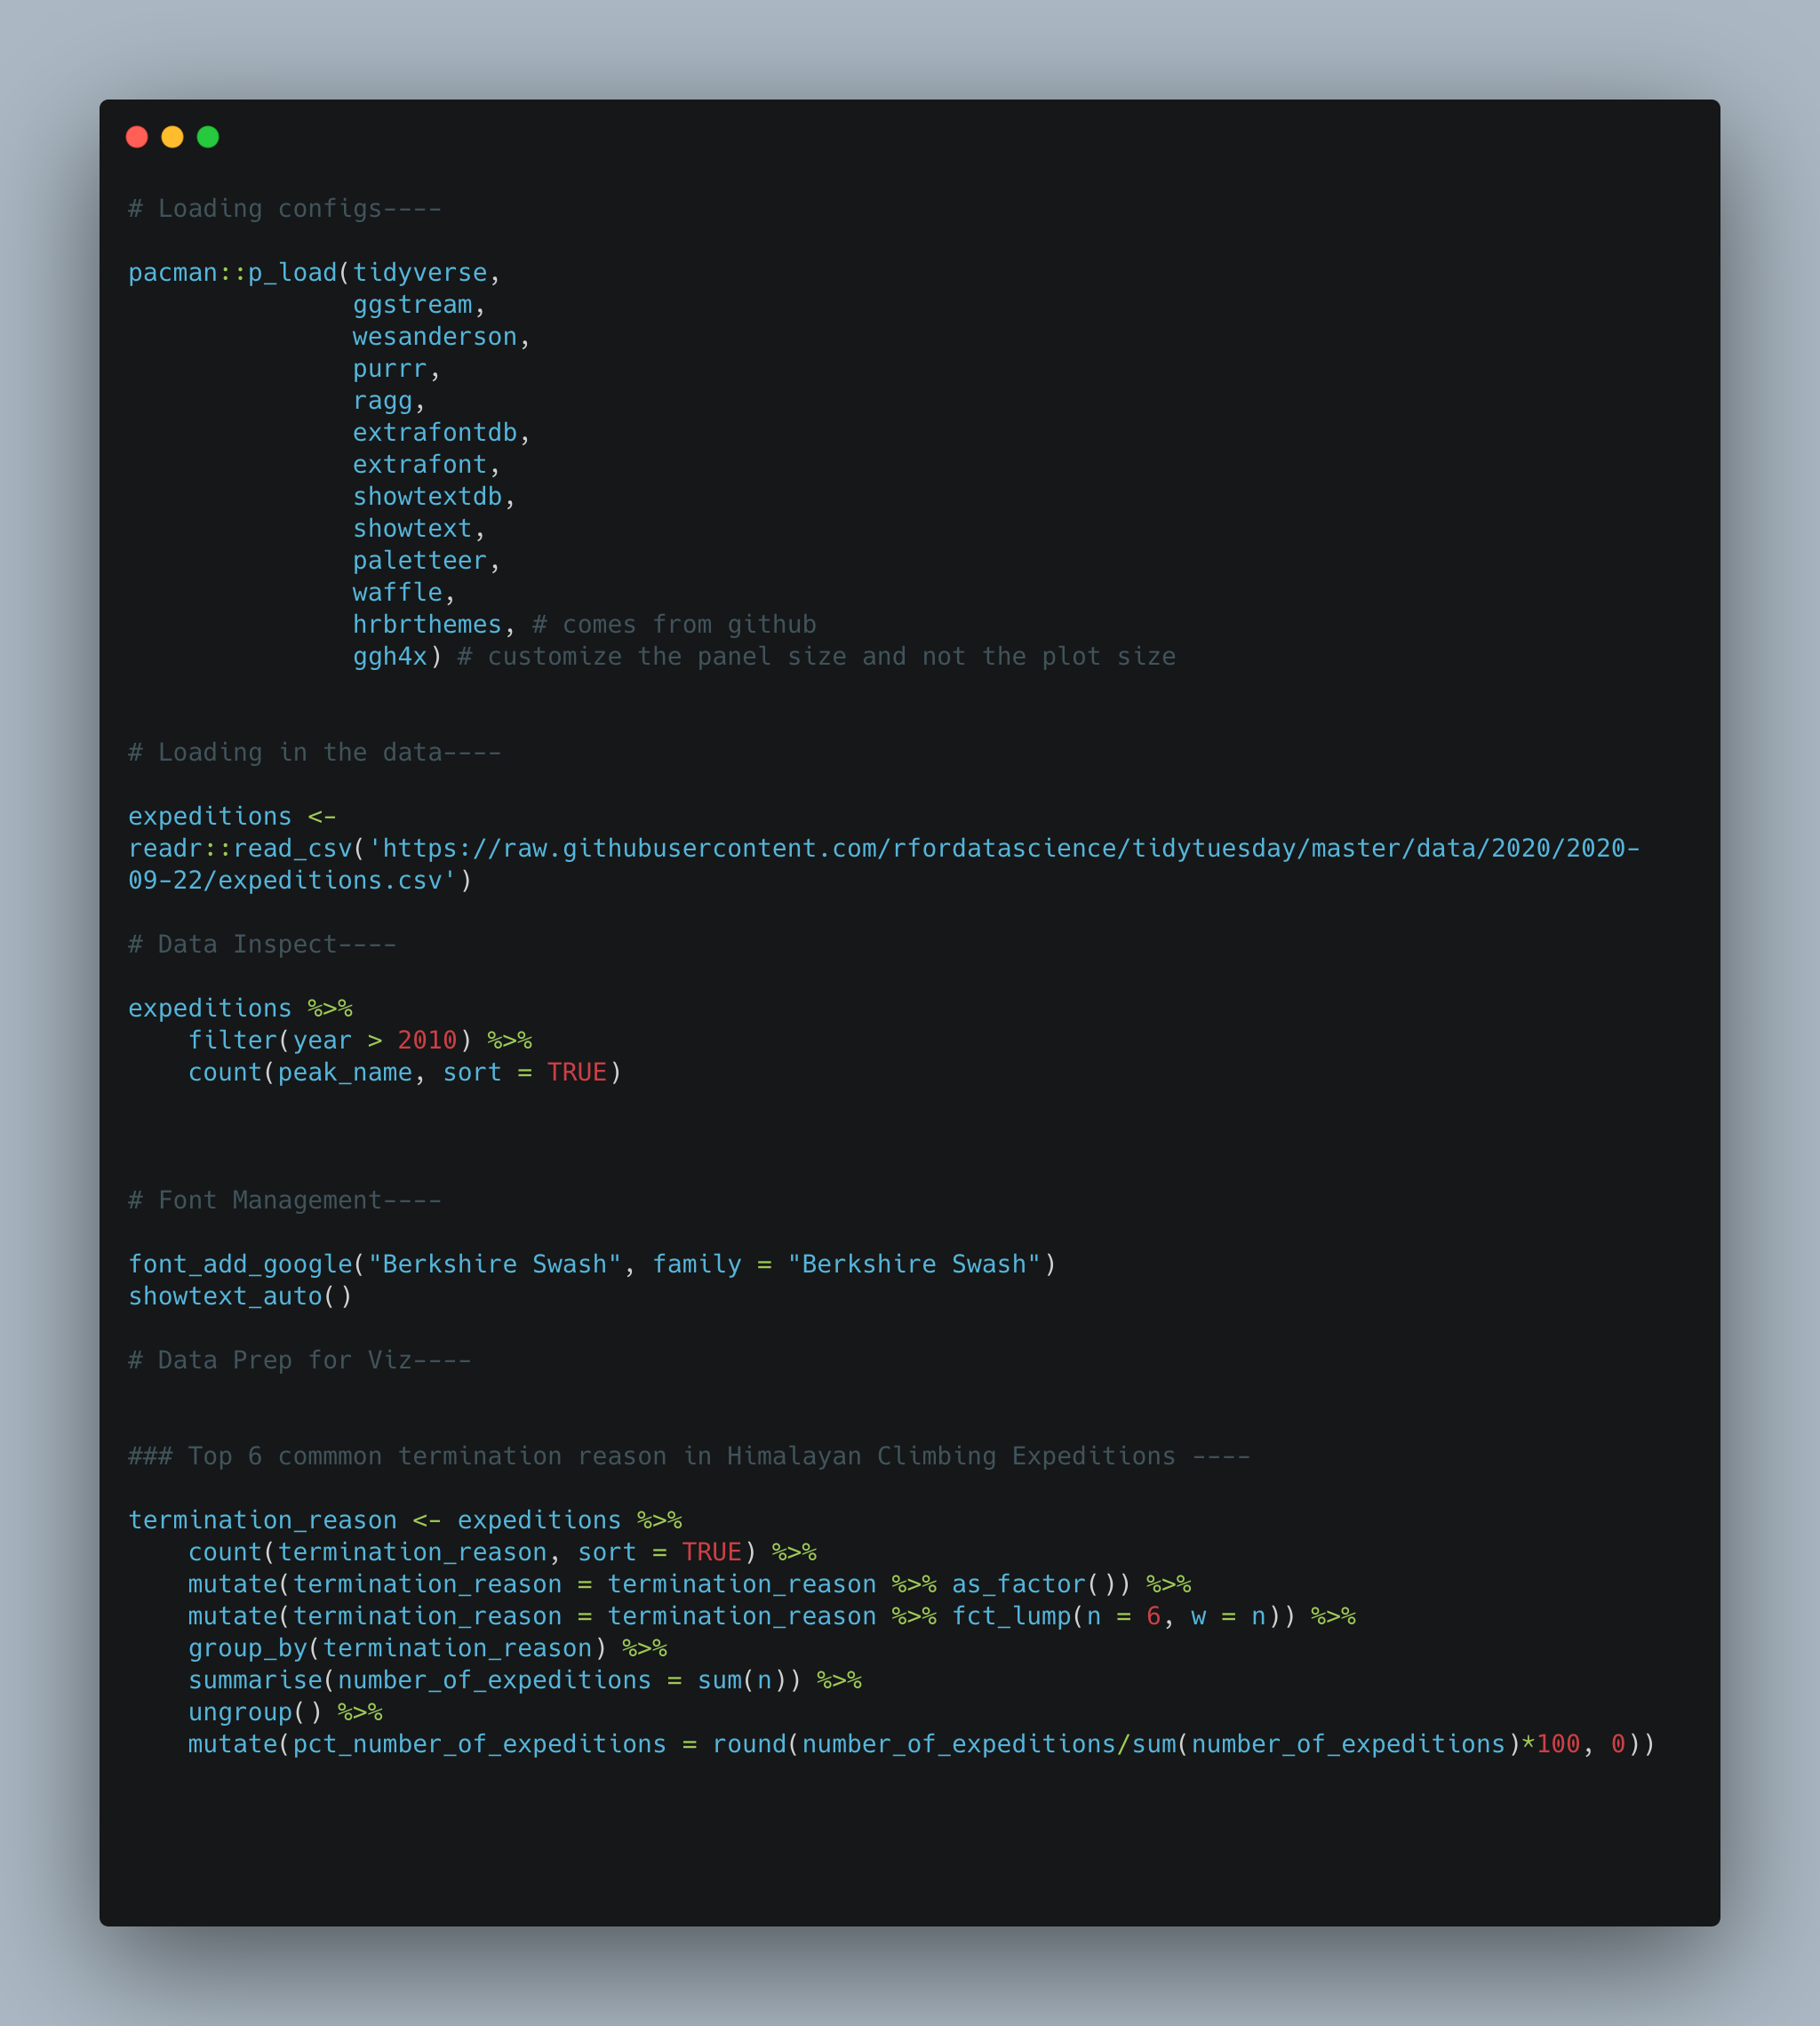 # Loading configs----
pacman::p_load(tidyverse,
               ggstream,
               wesanderson,
               purrr,
               ragg,
               extrafontdb,
               extrafont,
               showtextdb,
               showtext,
               paletteer,
               waffle,
               hrbrthemes, # comes from github
               ggh4x) # customize the panel size and not the plot size
# Loading in the data----
expeditions <-
readr::read_csv('https://raw.githubusercontent.com/rfordatascience/tidytuesday/master/data/2020/2020-
09-22/expeditions.csv')
# Data Inspect----
expeditions %>%
    filter(year > 2010) %>%
    count(peak_name, sort = TRUE)
# Font Management----
font_add_google("Berkshire Swash", family = "Berkshire Swash")
showtext_auto()
# Data Prep for Viz----
### Top 6 commmon termination reason in Himalayan Climbing Expeditions ----
termination_reason <- expeditions %>%
    count(termination_reason, sort = TRUE) %>%
    mutate(termination_reason = termination_reason %>% as_factor()) %>%
    mutate(termination_reason = termination_reason %>% fct_lump(n = 6, w = n)) %>%
    group_by(termination_reason) %>%
    summarise(number_of_expeditions = sum(n)) %>%
    ungroup() %>%
    mutate(pct_number_of_expeditions = round(number_of_expeditions/sum(number_of_expeditions)*100, 0))